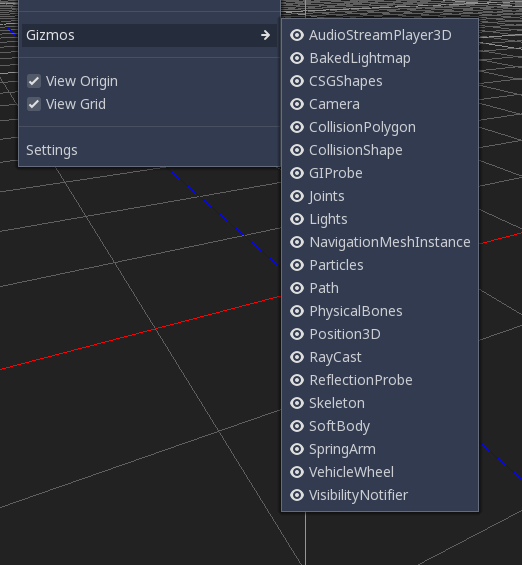 Gizmos
View Origin
View Grid
Settings
AudioStreamPlayer3D
BakedLightmap
CSGShapes
Camera
CollisionPolygon
CollisionShape
GIProbe
Joints
Lights
NavigationMeshInstance
Particles
Path
PhysicalBones
Position3D
RayCast
ReflectionProbe
Skeleton
SoftBody
SpringArm
VehicleWheel
VisibilityNotifier